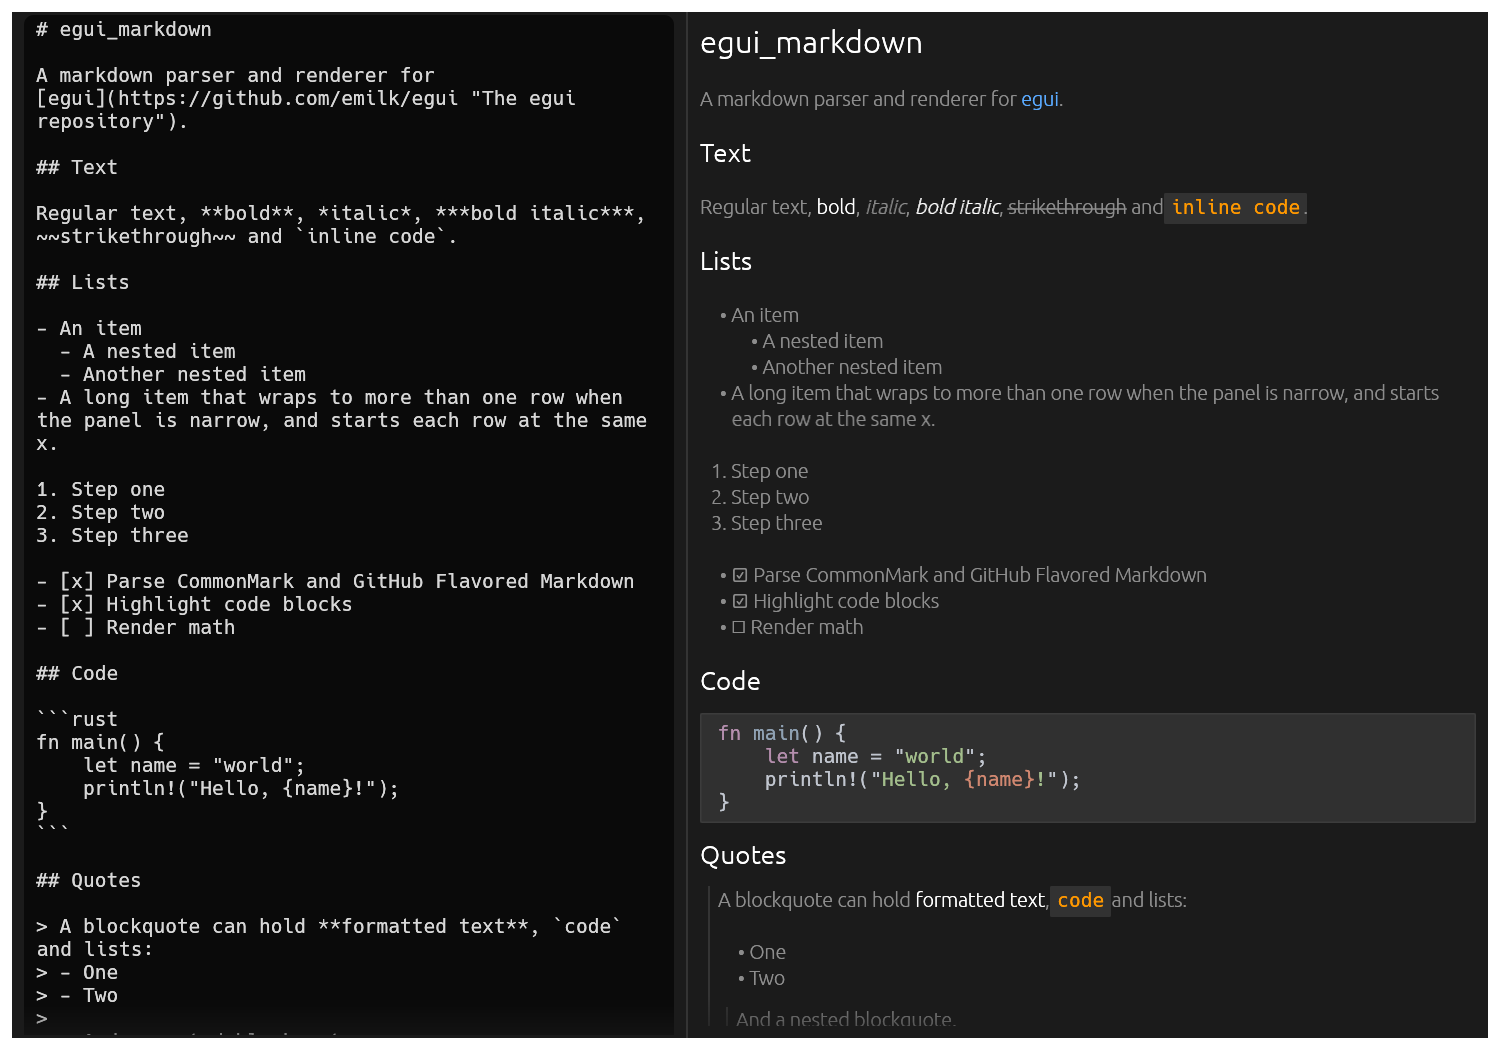 # egui_markdown
A markdown parser and renderer for
[egui](https://github.com/emilk/egui "The egui
repository").
## Text
Regular text, **bold**, *italic*, ***bold italic***,
~~strikethrough~~ and `inline code`.
## Lists
- An item
  - A nested item
  - Another nested item
- A long item that wraps to more than one row when
the panel is narrow, and starts each row at the same
x.
1. Step one
2. Step two
3. Step three
- [x] Parse CommonMark and GitHub Flavored Markdown
- [x] Highlight code blocks
- [ ] Render math
## Code
```rust
fn main() {
    let name = "world";
    println!("Hello, {name}!");
}
```
## Quotes
> A blockquote can hold **formatted text**, `code`
and lists:
> - One
> - Two
>
egui_markdown
A markdown parser and renderer for egui.
Text
Regular text, bold, italic, bold italic, strikethrough and inline code.
Lists
• An item
• A nested item
• Another nested item
• A long item that wraps to more than one row when the panel is narrow, and starts
each row at the same x.
1. Step one
2. Step two
3. Step three
• ☑ Parse CommonMark and GitHub Flavored Markdown
• ☑ Highlight code blocks
• ☐ Render math
Code
fn main() {
    let name = "world";
    println!("Hello, {name}!");
}
Quotes
A blockquote can hold formatted text, code and lists:
• One
• Two
And a nested blockquote.